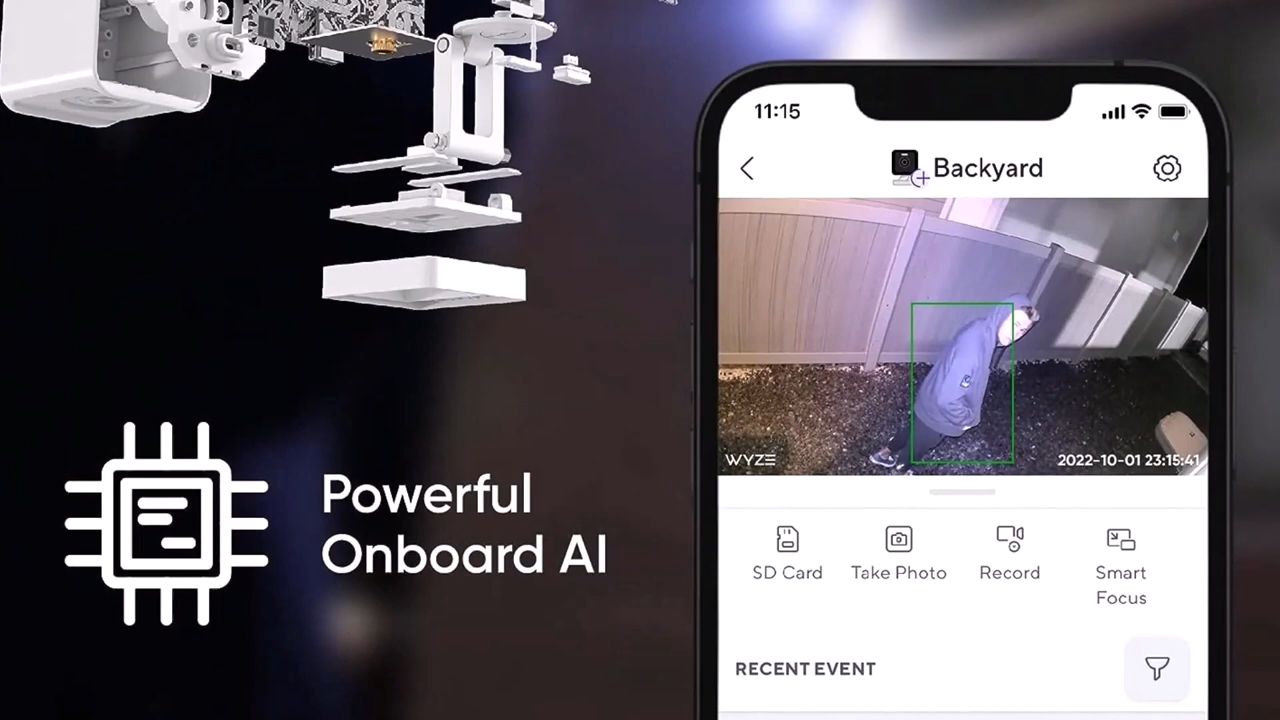 11:15
Backyard
WYZE
2022-10-01 23:15:41
SD Card
Take Photo
Record
Smart
Focus
RECENT EVENT
Powerful
Onboard AI